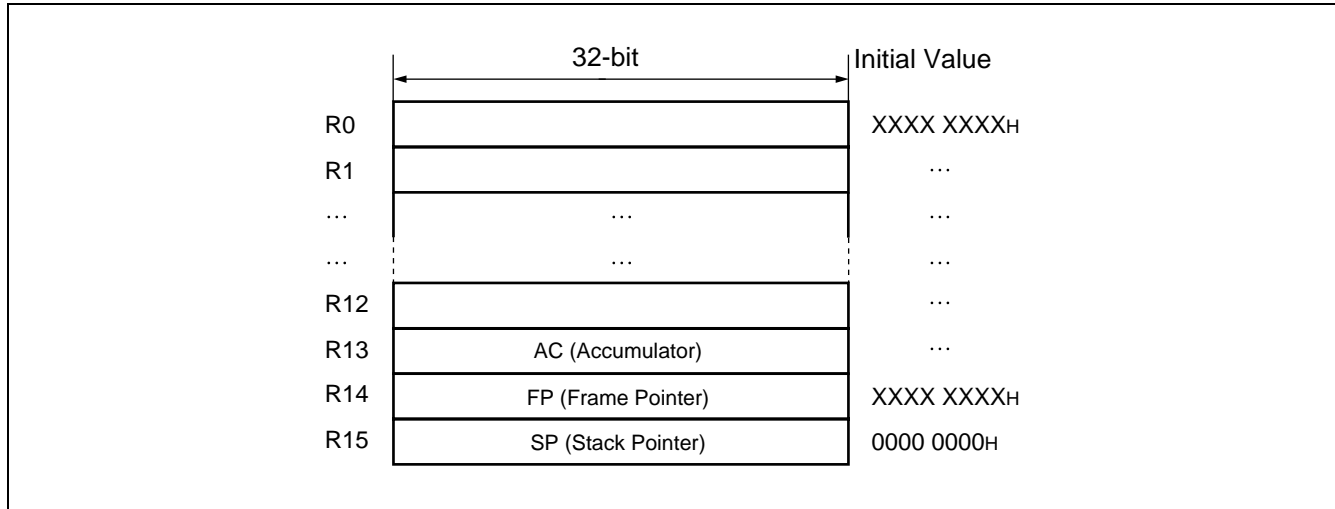 32-bit Initial Value
R0 XXXX XXXXH
R1 ...
... ... ...
... ... ...
R12 ...
R13 AC (Accumulator) ...
R14 FP (Frame Pointer) XXXX XXXXH
R15 SP (Stack Pointer) 0000 0000H